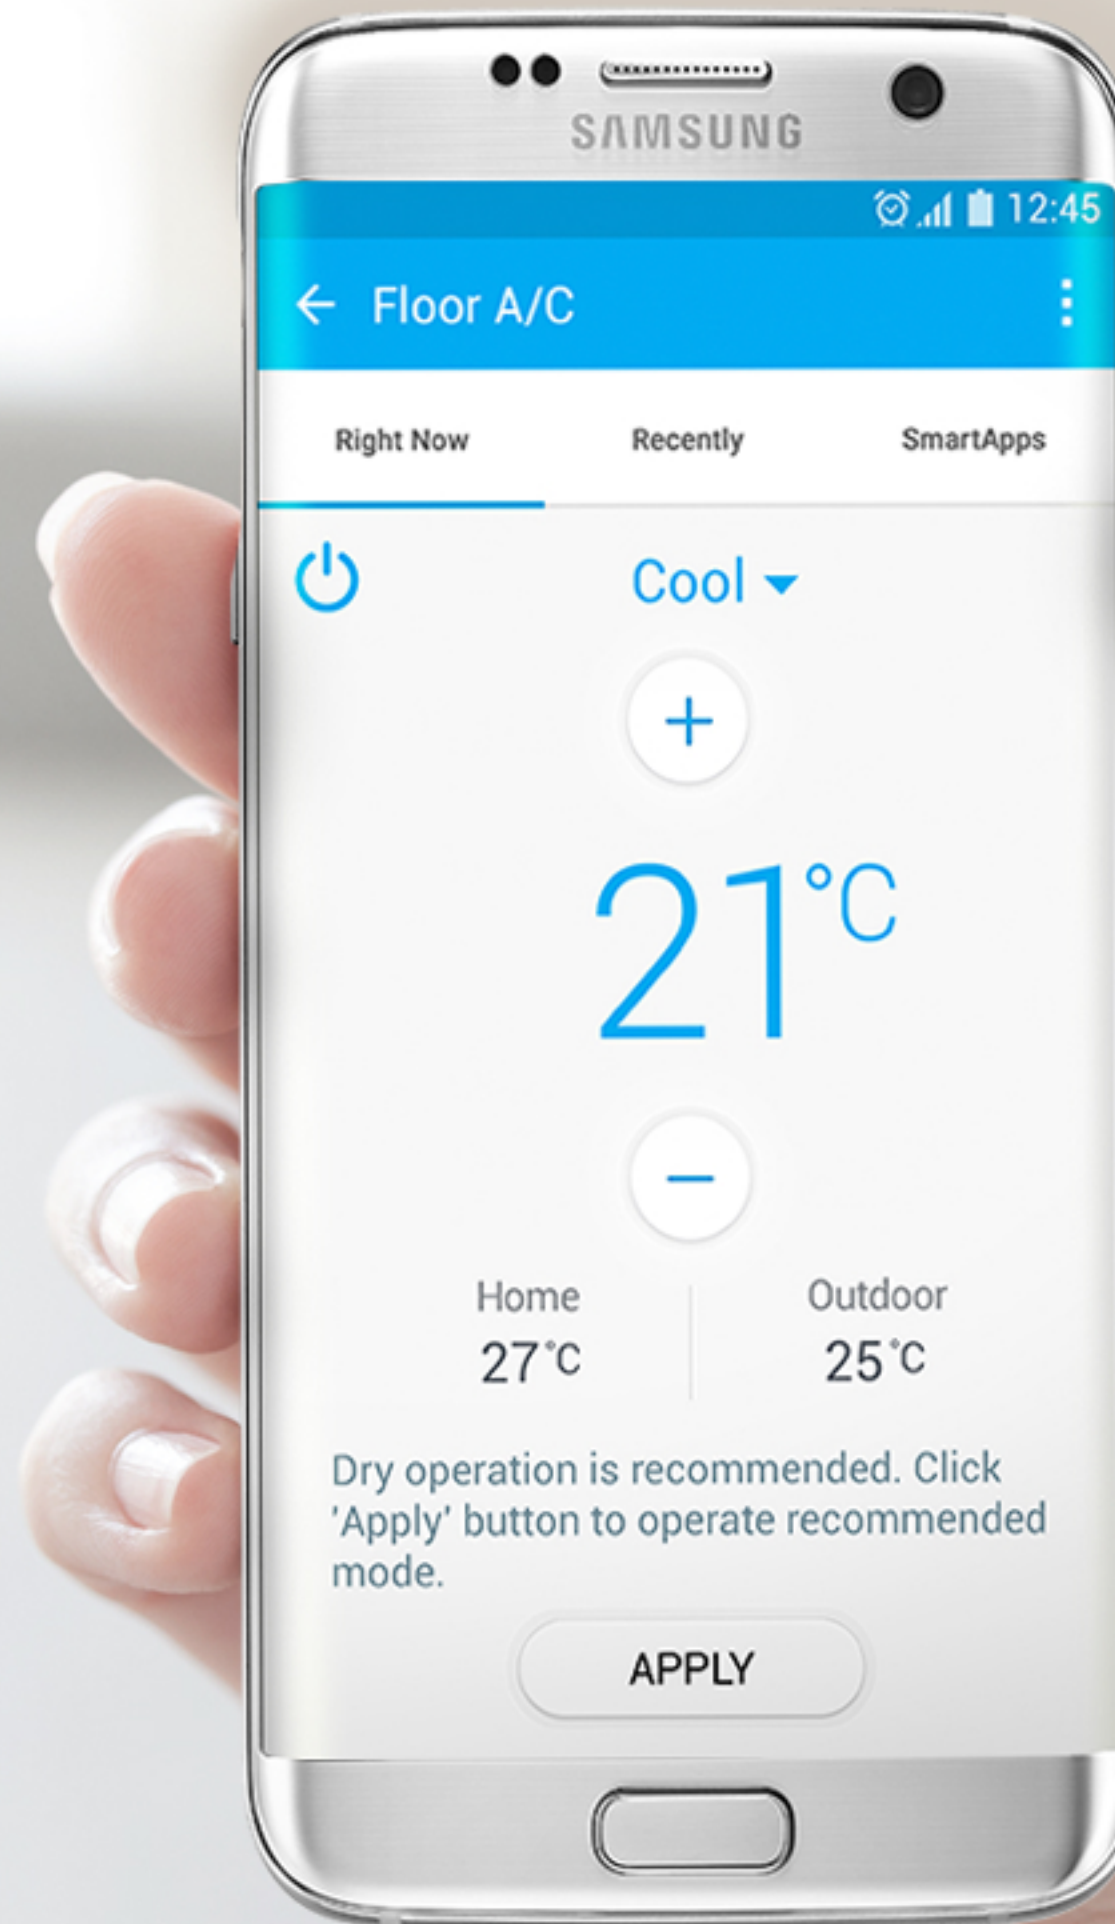 SAMSUNG
12:45
Floor A/C
Right Now Recently SmartApps
Cool
+
21°C
−
Home Outdoor
27°C 25°C
Dry operation is recommended. Click
'Apply' button to operate recommended
mode.
APPLY